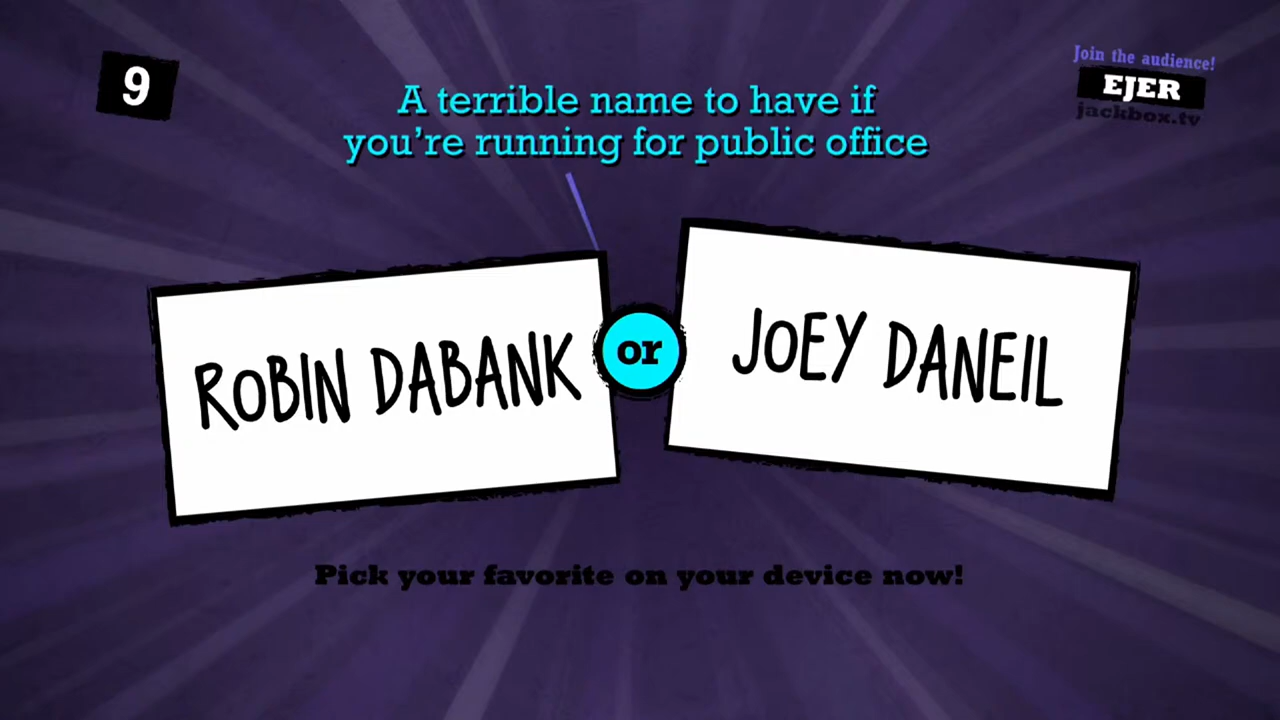 9
Join the audience!
EJER
jackbox.tv
A terrible name to have if
you're running for public office
ROBIN DABANK
or
JOEY DANEIL
Pick your favorite on your device now!